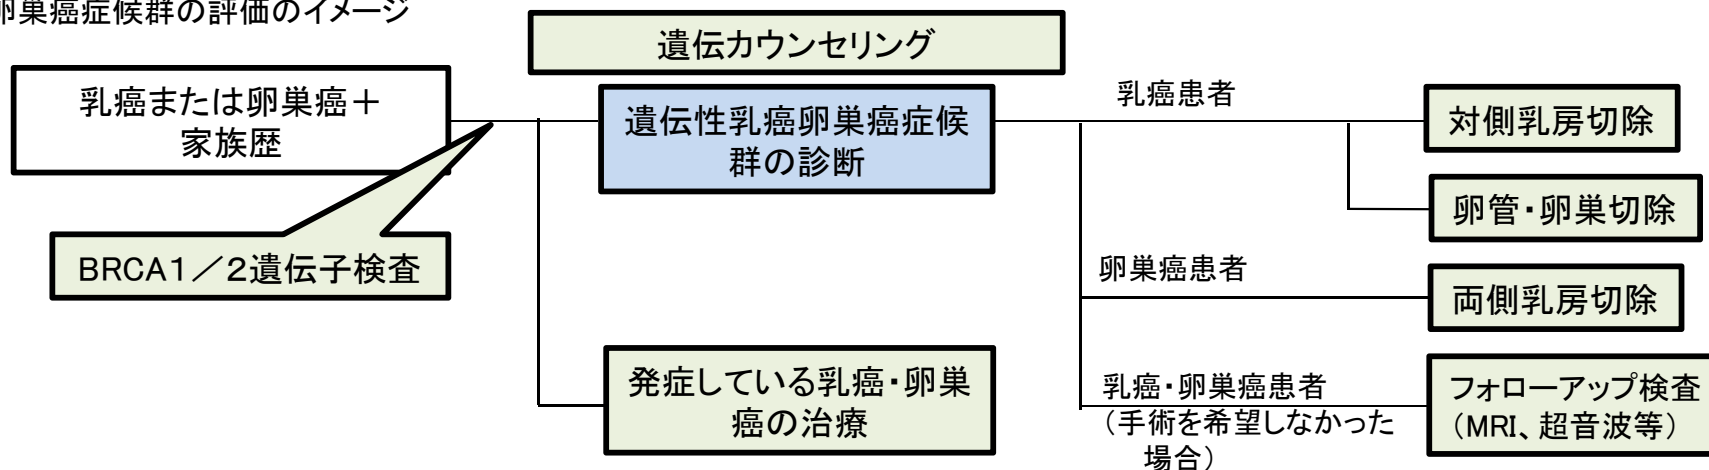 卵巣癌症候群の評価のイメージ
遺伝カウンセリング
乳癌または卵巣癌＋
家族歴
BRCA1／2遺伝子検査
遺伝性乳癌卵巣癌症候
群の診断
発症している乳癌・卵巣
癌の治療
乳癌患者
対側乳房切除
卵管・卵巣切除
卵巣癌患者
両側乳房切除
乳癌・卵巣癌患者
（手術を希望しなかった
場合）
フォローアップ検査
（MRI、超音波等）